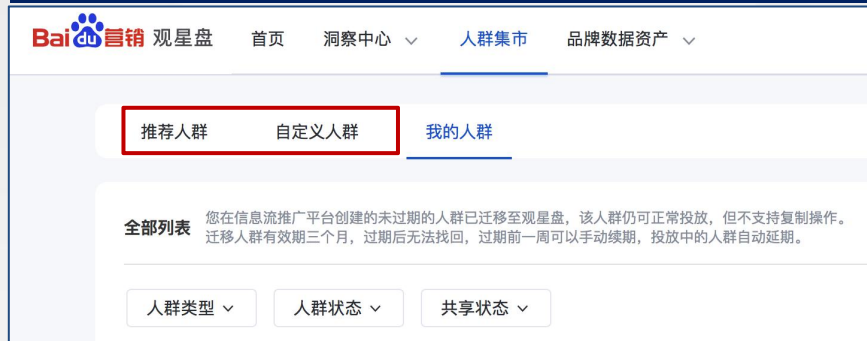 Bai du 营销 观星盘 首页 洞察中心 人群集市 品牌数据资产
推荐人群 自定义人群 我的人群
全部列表
您在信息流推广平台创建的未过期的人群已迁移至观星盘，该人群仍可正常投放，但不支持复制操作。
迁移人群有效期三个月，过期后无法找回，过期前一周可以手动续期，投放中的人群自动延期。
人群类型 人群状态 共享状态